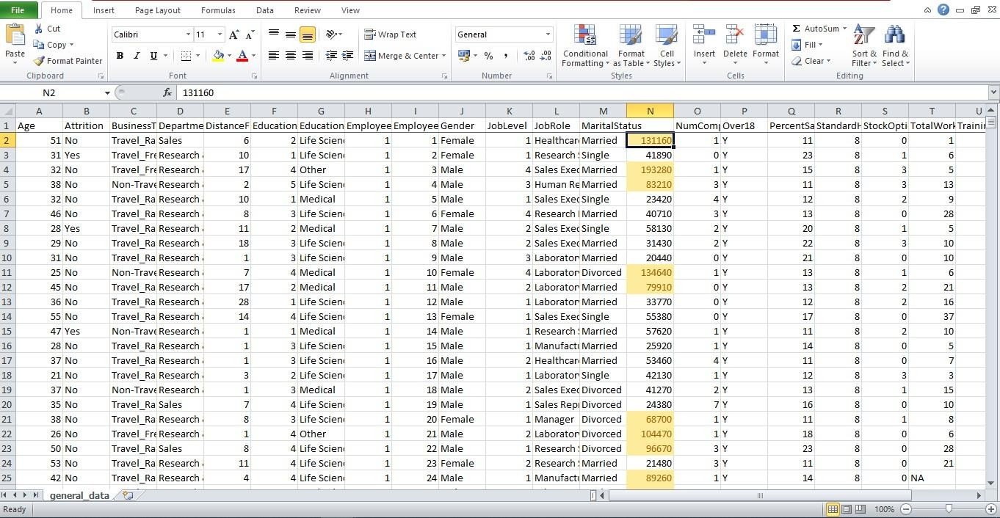 File Home Insert Page Layout Formulas Data Review View
Cut
Copy
Format Painter
Paste
Clipboard
Calibri 11
B I U
Font
Wrap Text
Merge & Center
Alignment
General
% ,
Number
Conditional Formatting
Format as Table
Cell Styles
Styles
Insert Delete Format
Cells
Σ AutoSum
Fill
Clear
Sort & Filter
Find & Select
Editing
N2 fx 131160
A B C D E F G H I J K L M N O P Q R S T U
1 Age Attrition BusinessT Departme DistanceF Education Education Employee Employee Gender JobLevel JobRole MaritalStatus NumComp Over18 PercentSa StandardH StockOpti TotalWork Trainin
2 51 No Travel_Ra Sales 6 2 Life Scien 1 1 Female 1 Healthcar Married 131160 1 Y 11 8 0 1
3 31 Yes Travel_Fre Research & 10 1 Life Scien 1 2 Female 1 Research S Single 41890 0 Y 23 8 1 6
4 32 No Travel_Fre Research & 17 4 Other 1 3 Male 4 Sales Exec Married 193280 1 Y 15 8 3 5
5 38 No Non-Trave Research & 2 5 Life Scien 1 4 Male 3 Human Re Married 83210 3 Y 11 8 3 13
6 32 No Travel_Ra Research & 10 1 Medical 1 5 Male 1 Sales Exec Single 23420 4 Y 12 8 2 9
7 46 No Travel_Ra Research & 8 3 Life Scien 1 6 Female 4 Research Married 40710 3 Y 13 8 0 28
8 28 Yes Travel_Ra Research & 11 2 Medical 1 7 Male 2 Sales Exec Single 58130 2 Y 20 8 1 5
9 29 No Travel_Ra Research & 18 3 Life Scien 1 8 Male 2 Sales Exec Married 31430 2 Y 22 8 3 10
10 31 No Travel_Ra Research & 1 3 Life Scien 1 9 Male 3 Laborator Married 20440 0 Y 21 8 0 10
11 25 No Non-Trave Research & 7 4 Medical 1 10 Female 4 Laborator Divorced 134640 1 Y 13 8 1 6
12 45 No Travel_Ra Research & 17 2 Medical 1 11 Male 2 Laborator Married 79910 0 Y 13 8 2 21
13 36 No Travel_Ra Research & 28 1 Life Scien 1 12 Male 1 Laborator Married 33770 0 Y 12 8 2 16
14 55 No Travel_Ra Research & 14 4 Life Scien 1 13 Female 1 Sales Exec Single 55380 0 Y 17 8 0 37
15 47 Yes Non-Trave Research & 1 1 Medical 1 14 Male 1 Research S Married 57620 1 Y 11 8 2 10
16 28 No Travel_Ra Research & 1 3 Life Scien 1 15 Male 1 Manufactu Married 25920 1 Y 14 8 0 5
17 37 No Travel_Ra Research & 1 3 Life Scien 1 16 Male 2 Healthcar Married 53460 4 Y 11 8 0 7
18 21 No Travel_Ra Research & 3 2 Life Scien 1 17 Male 1 Laborator Single 42130 1 Y 12 8 3 3
19 37 No Non-Trave Research & 1 3 Medical 1 18 Male 2 Sales Exec Divorced 41270 2 Y 13 8 1 15
20 35 No Travel_Ra Sales 7 4 Life Scien 1 19 Male 1 Sales Repr Divorced 24380 7 Y 16 8 0 10
21 38 No Travel_Ra Research & 8 3 Life Scien 1 20 Female 1 Manager Divorced 68700 1 Y 11 8 1 8
22 26 No Travel_Fre Research & 1 4 Other 1 21 Male 2 Laborator Divorced 104470 1 Y 18 8 0 6
23 50 No Travel_Ra Sales 8 4 Life Scien 1 22 Male 1 Research S Divorced 96670 3 Y 23 8 0 28
24 53 No Travel_Ra Research & 11 4 Life Scien 1 23 Female 2 Research S Married 21480 3 Y 11 8 0 21
25 42 No Travel_Ra Research & 4 4 Life Scien 1 24 Male 1 Manufactu Married 89260 1 Y 14 8 0 NA
general_data
Ready 100%